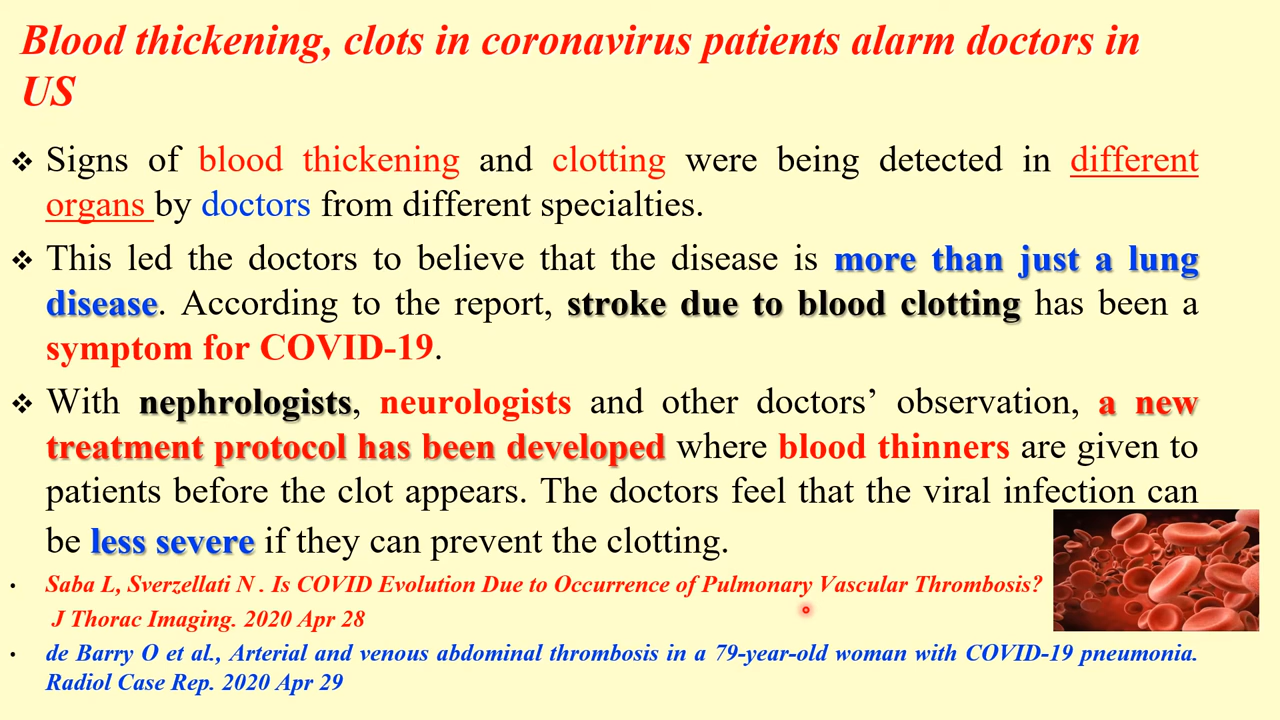 Blood thickening, clots in coronavirus patients alarm doctors in
US
❖ Signs of blood thickening and clotting were being detected in different
organs by doctors from different specialties.
❖ This led the doctors to believe that the disease is more than just a lung
disease. According to the report, stroke due to blood clotting has been a
symptom for COVID-19.
❖ With nephrologists, neurologists and other doctors’ observation, a new
treatment protocol has been developed where blood thinners are given to
patients before the clot appears. The doctors feel that the viral infection can
be less severe if they can prevent the clotting.
• Saba L, Sverzellati N . Is COVID Evolution Due to Occurrence of Pulmonary Vascular Thrombosis?
J Thorac Imaging. 2020 Apr 28
• de Barry O et al., Arterial and venous abdominal thrombosis in a 79-year-old woman with COVID-19 pneumonia.
Radiol Case Rep. 2020 Apr 29